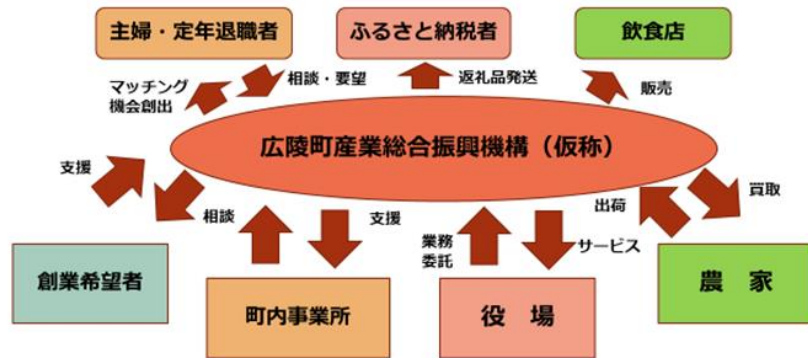 主婦・定年退職者
ふるさと納税者
飲食店
マッチング
機会創出
相談・要望
返礼品発送
販売
広陵町産業総合振興機構（仮称）
支援
相談
支援
業務
委託
サービス
出荷
買取
創業希望者
町内事業所
役　場
農　家